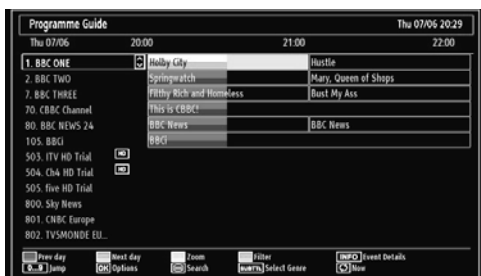 Programme Guide Thu 07/06 20:29
Thu 07/06 20:00 21:00 22:00
1. BBC ONE Holby City Hustle
2. BBC TWO Springwatch Mary, Queen of Shops
7. BBC THREE Filthy Rich and Homeless Bust My Ass
70. CBBC Channel This is CBBC!
80. BBC NEWS 24 BBC News BBC News
105. BBCi BBCi
503. ITV HD Trial HD
504. Ch4 HD Trial HD
505. five HD Trial
800. Sky News
801. CNBC Europe
802. TV5MONDE EU...
Prev day Next day Zoom Filter INFO Event Details
0...9 Jump OK Options Search SUBTTL Select Genre Now